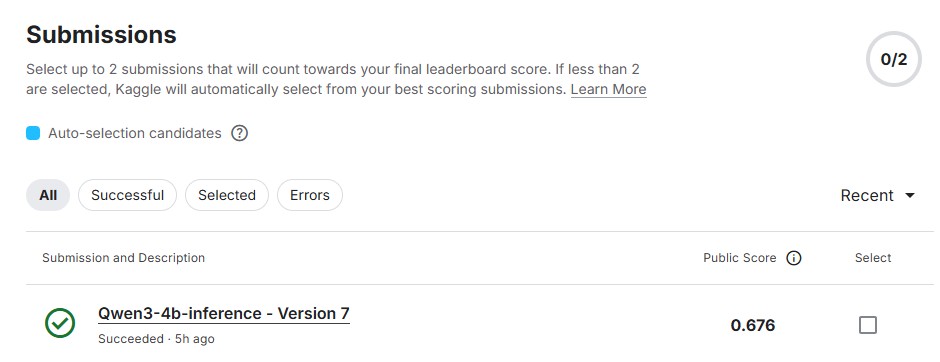 Submissions
Select up to 2 submissions that will count towards your final leaderboard score. If less than 2
are selected, Kaggle will automatically select from your best scoring submissions. Learn More
0/2
Auto-selection candidates ?
All Successful Selected Errors Recent
Submission and Description Public Score Select
Qwen3-4b-inference - Version 7
Succeeded · 5h ago
0.676